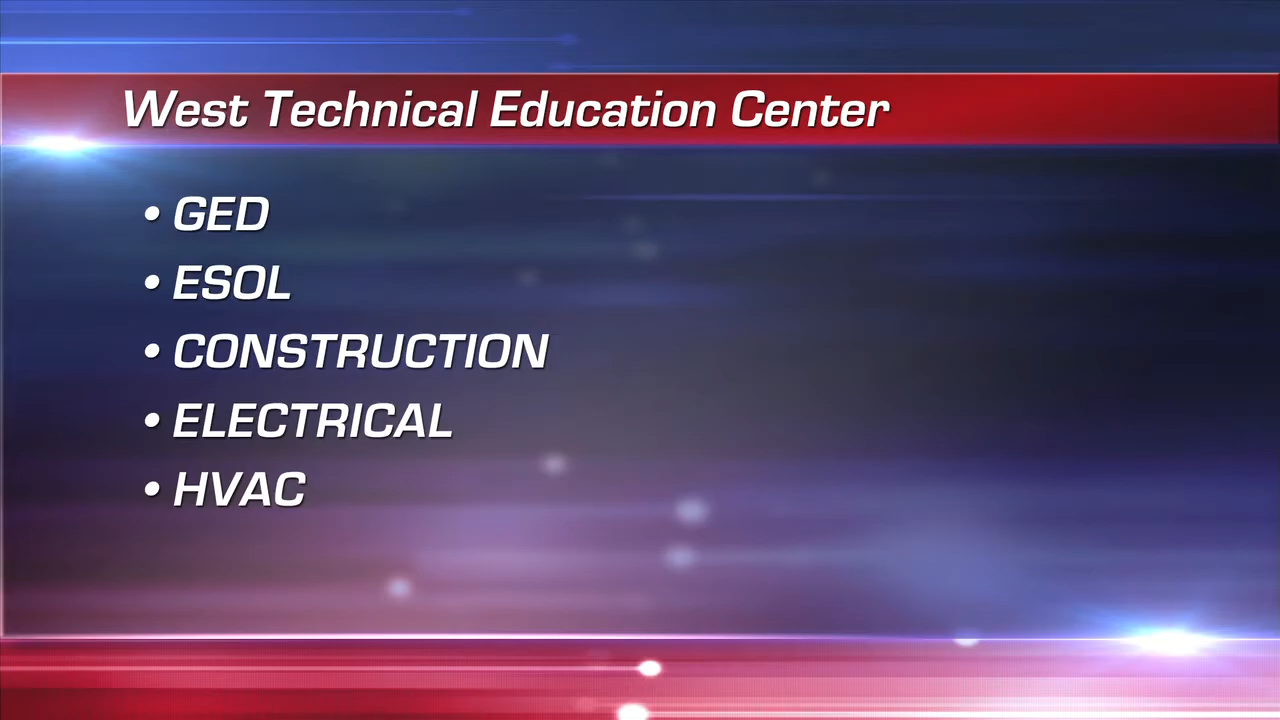 West Technical Education Center
• GED
• ESOL
• CONSTRUCTION
• ELECTRICAL
• HVAC